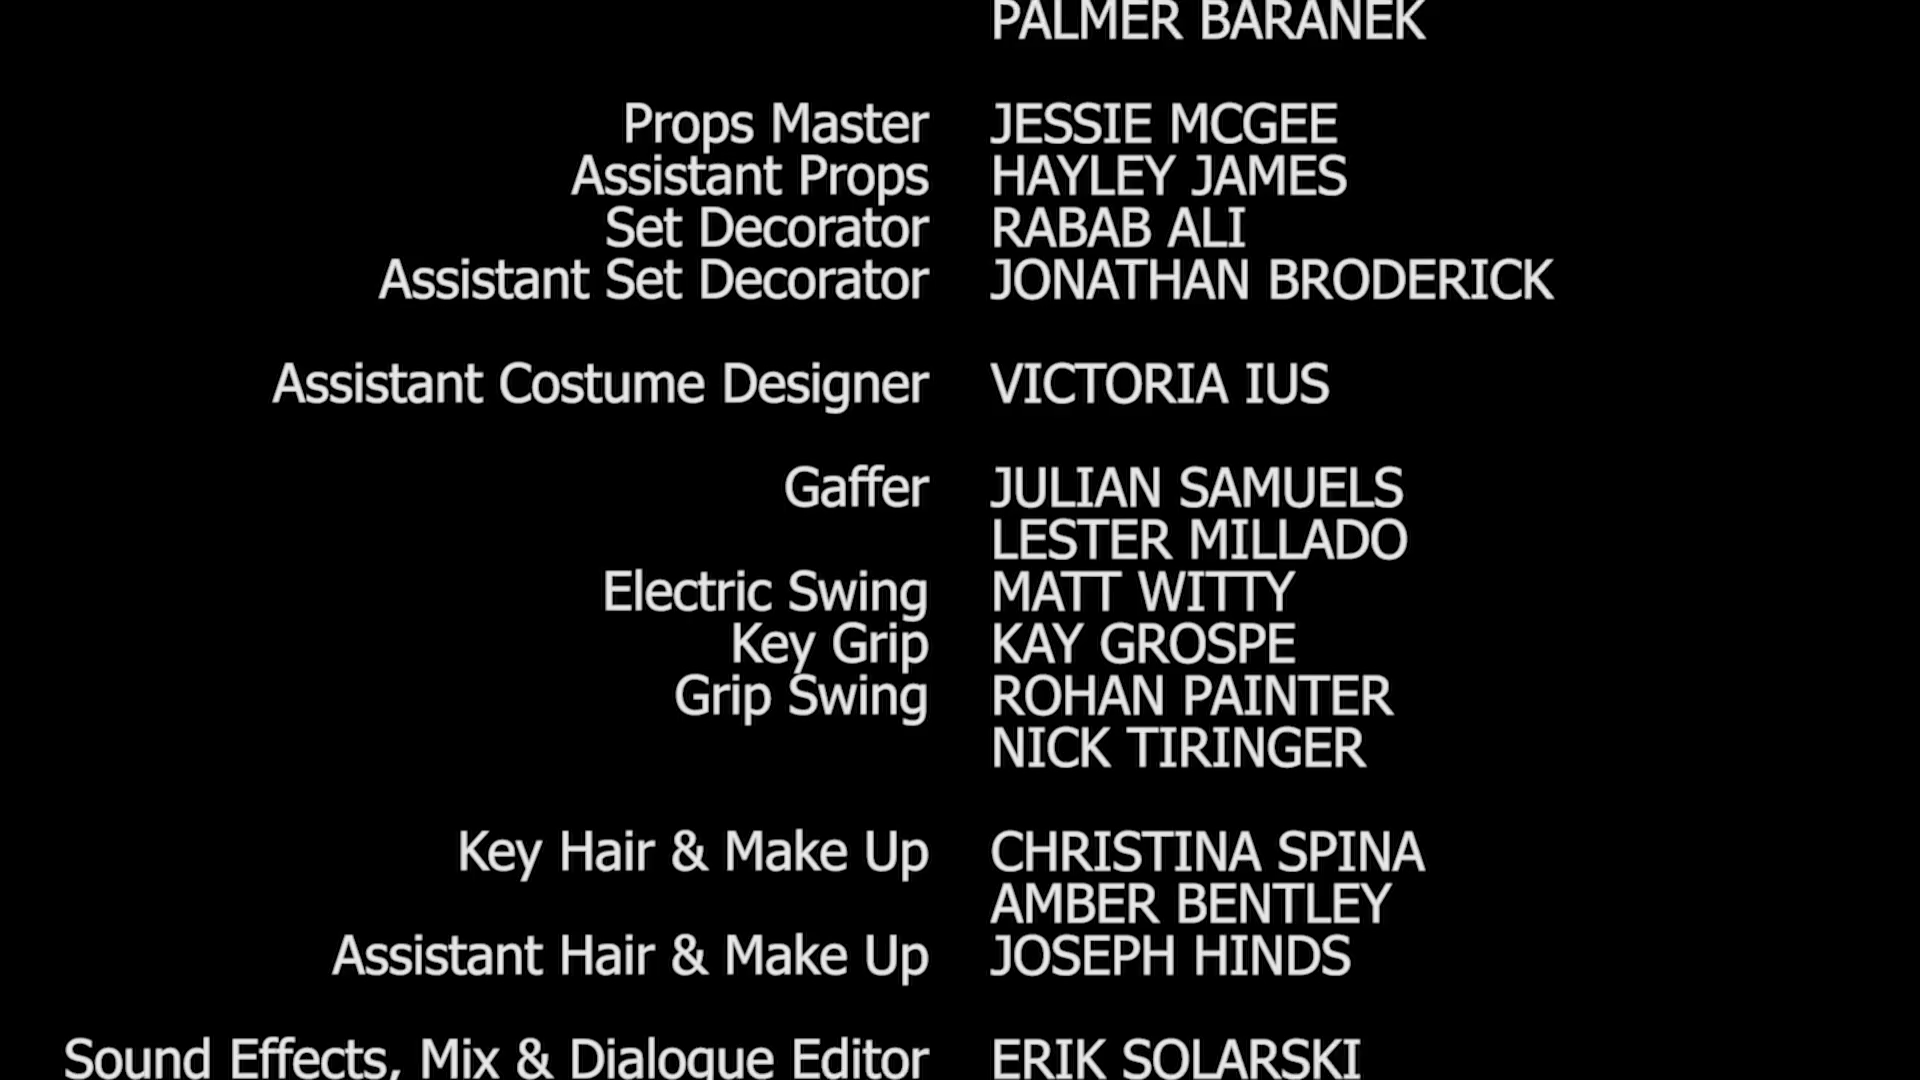 PALMER BARANEK
Props Master JESSIE MCGEE
Assistant Props HAYLEY JAMES
Set Decorator RABAB ALI
Assistant Set Decorator JONATHAN BRODERICK
Assistant Costume Designer VICTORIA IUS
Gaffer JULIAN SAMUELS
LESTER MILLADO
Electric Swing MATT WITTY
Key Grip KAY GROSPE
Grip Swing ROHAN PAINTER
NICK TIRINGER
Key Hair & Make Up CHRISTINA SPINA
AMBER BENTLEY
Assistant Hair & Make Up JOSEPH HINDS
Sound Effects, Mix & Dialogue Editor ERIK SOLARSKI